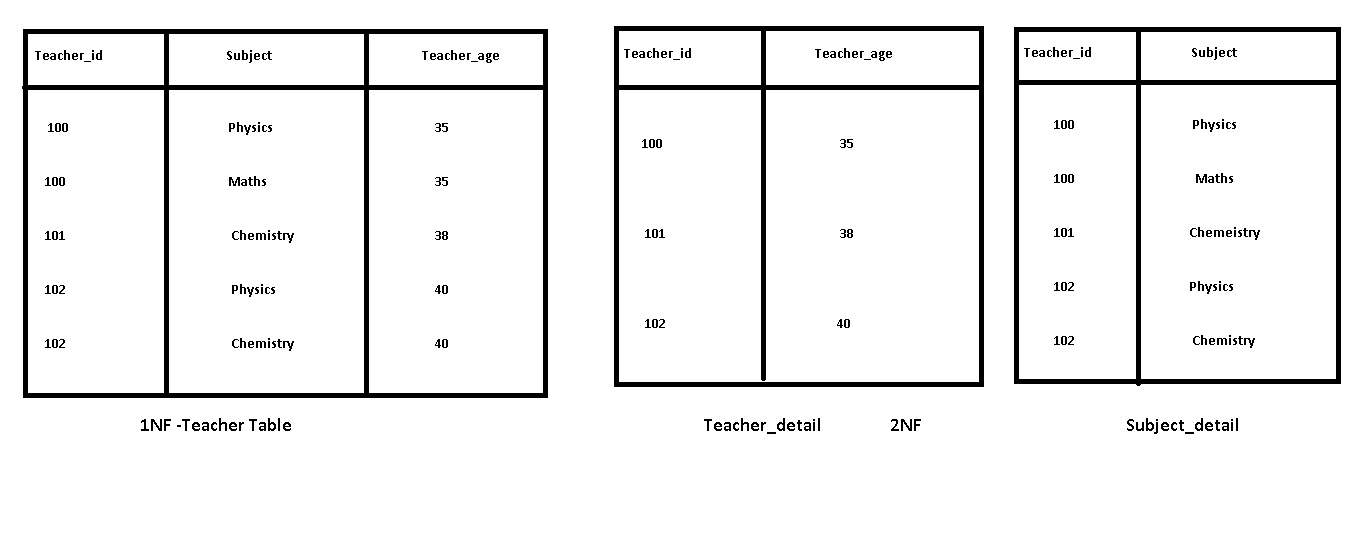 Teacher_id Subject Teacher_age
100 Physics 35
100 Maths 35
101 Chemistry 38
102 Physics 40
102 Chemistry 40
1NF -Teacher Table
Teacher_id Teacher_age
100 35
101 38
102 40
Teacher_detail 2NF
Teacher_id Subject
100 Physics
100 Maths
101 Chemeistry
102 Physics
102 Chemistry
Subject_detail